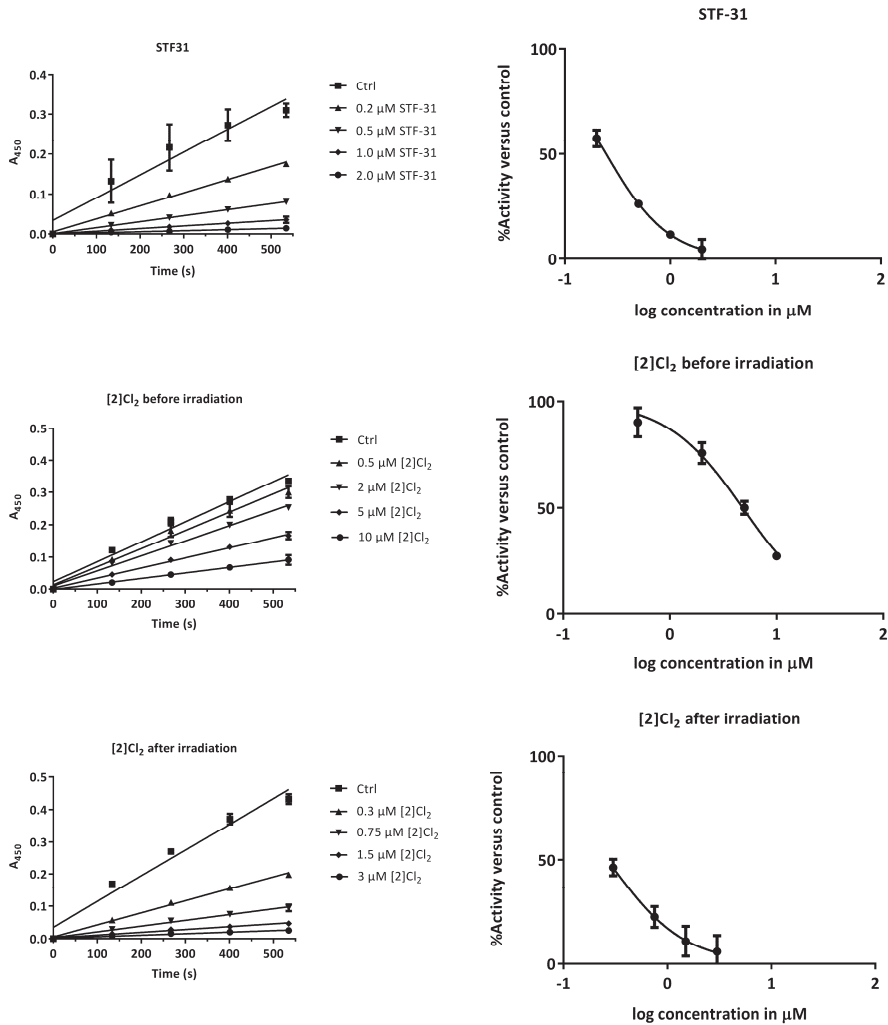 STF31
A450
0.4
0.3
0.2
0.1
0.0
0 100 200 300 400 500
Time (s)
Ctrl
0.2 μM STF-31
0.5 μM STF-31
1.0 μM STF-31
2.0 μM STF-31
STF-31
%Activity versus control
100
50
0
-1 0 1 2
log concentration in μM
[2]Cl2 before irradiation
A450
0.5
0.4
0.3
0.2
0.1
0.0
0 100 200 300 400 500
Time (s)
Ctrl
0.5 μM [2]Cl2
2 μM [2]Cl2
5 μM [2]Cl2
10 μM [2]Cl2
[2]Cl2 before irradiation
%Activity versus control
100
50
0
-1 0 1 2
log concentration in μM
[2]Cl2 after irradiation
A450
0.5
0.4
0.3
0.2
0.1
0.0
0 100 200 300 400 500
Time (s)
Ctrl
0.3 μM [2]Cl2
0.75 μM [2]Cl2
1.5 μM [2]Cl2
3 μM [2]Cl2
[2]Cl2 after irradiation
%Activity versus control
100
50
0
-1 0 1 2
log concentration in μM